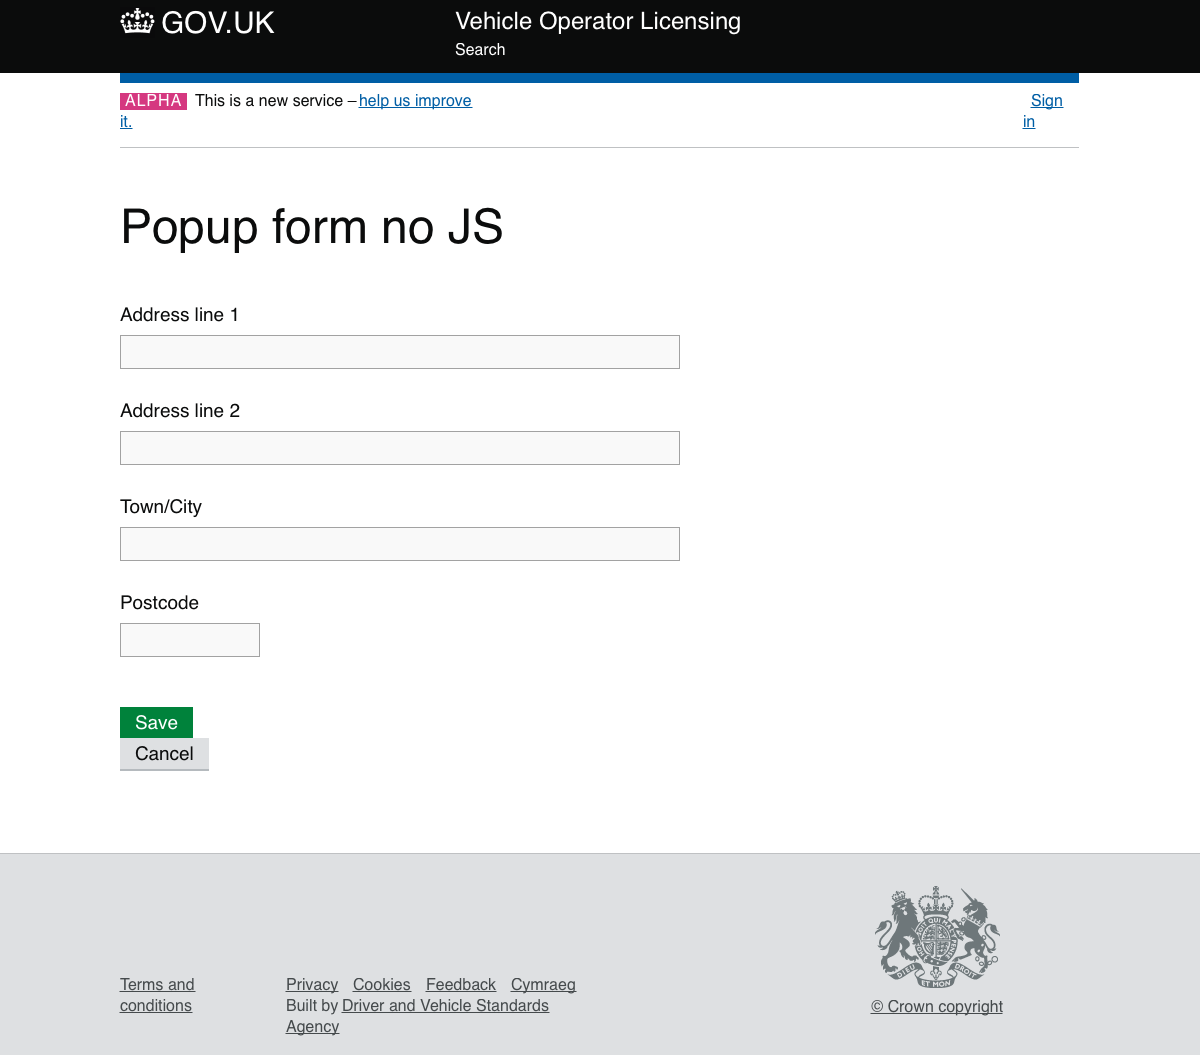 GOV.UK
Vehicle Operator Licensing
Search
ALPHA This is a new service – help us improve it.
Sign in
Popup form no JS
Address line 1
Address line 2
Town/City
Postcode
Save
Cancel
Terms and conditions
Privacy Cookies Feedback Cymraeg
Built by Driver and Vehicle Standards Agency
DIEU ET MON DROIT
© Crown copyright